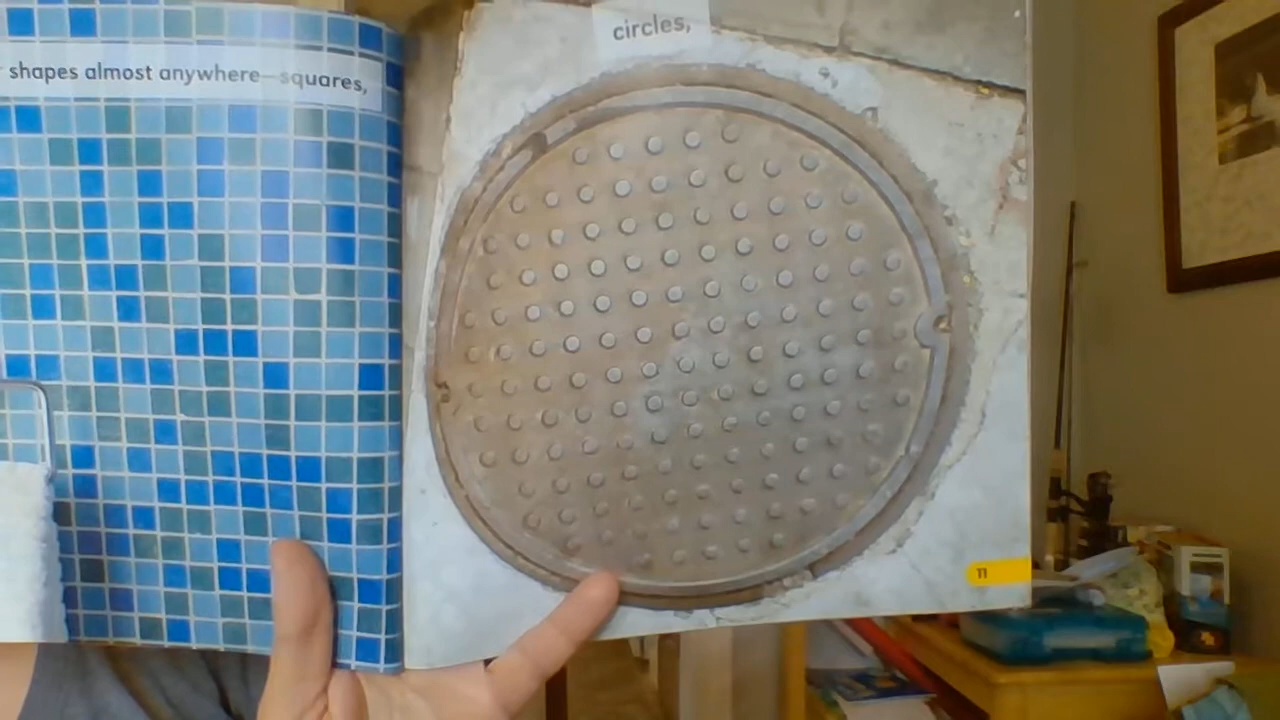 shapes almost anywhere—squares,
circles,
11